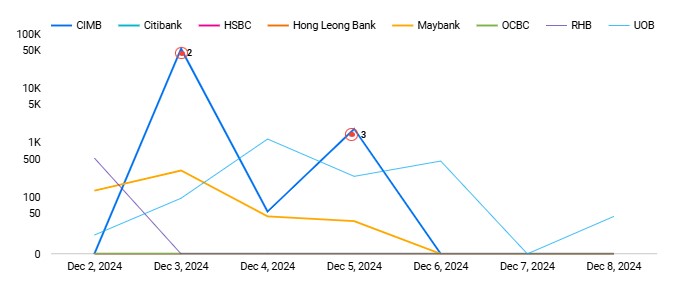 CIMB Citibank HSBC Hong Leong Bank Maybank OCBC RHB UOB
100K
50K
10K
5K
1K
500
100
50
0
2
3
Dec 2, 2024 Dec 3, 2024 Dec 4, 2024 Dec 5, 2024 Dec 6, 2024 Dec 7, 2024 Dec 8, 2024